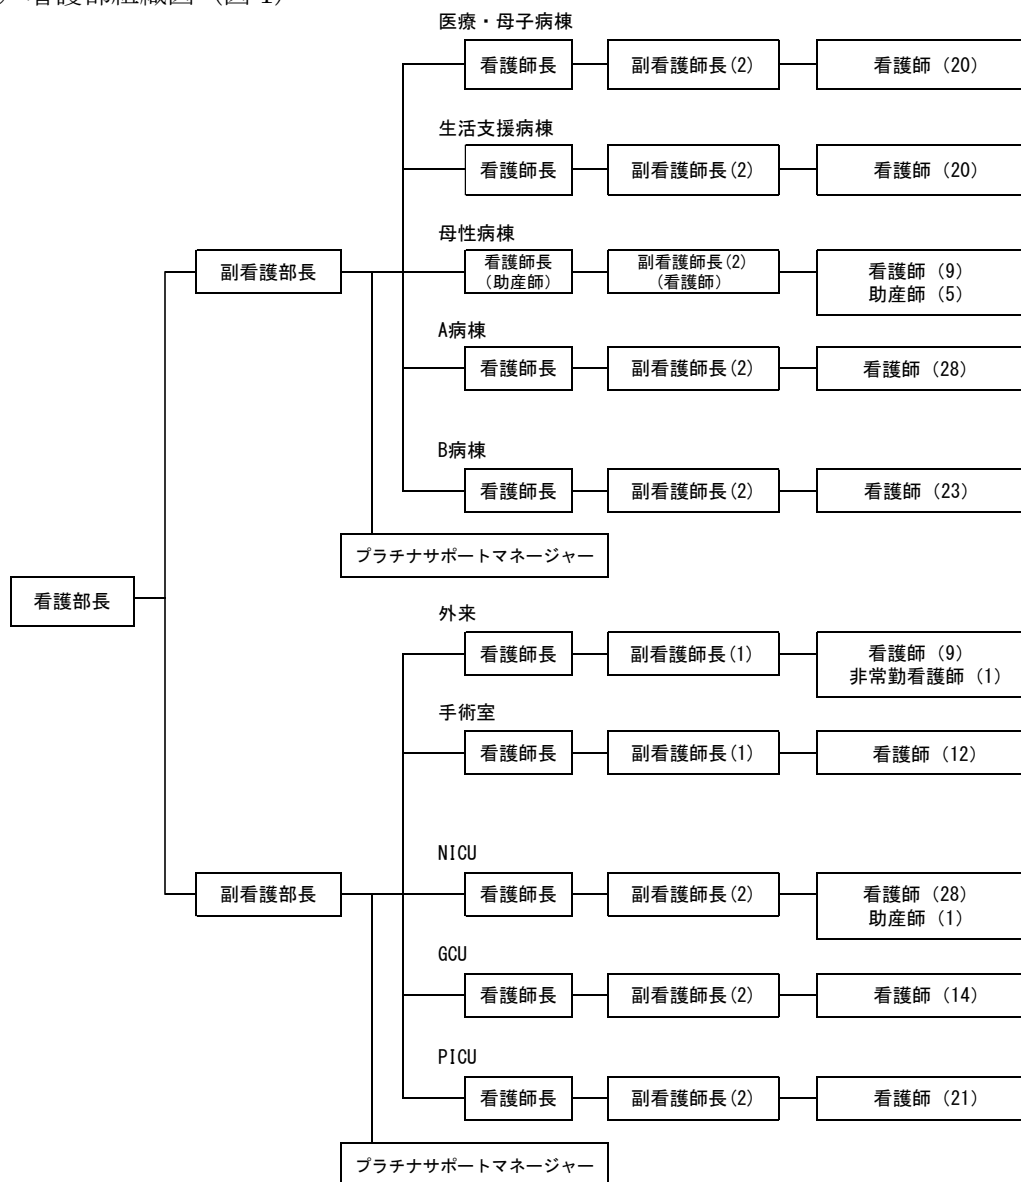 看護部組織図（図1）
医療・母子病棟
看護師長 副看護師長(2) 看護師（20）
生活支援病棟
看護師長 副看護師長(2) 看護師（20）
母性病棟
看護師長 副看護師長(2) 看護師（9）
（助産師） （看護師） 助産師（5）
副看護部長
A病棟
看護師長 副看護師長(2) 看護師（28）
B病棟
看護師長 副看護師長(2) 看護師（23）
プラチナサポートマネージャー
看護部長
外来
看護師長 副看護師長(1) 看護師（9）
非常勤看護師（1）
手術室
看護師長 副看護師長(1) 看護師（12）
NICU
副看護部長 看護師長 副看護師長(2) 看護師（28）
助産師（1）
GCU
看護師長 副看護師長(2) 看護師（14）
PICU
看護師長 副看護師長(2) 看護師（21）
プラチナサポートマネージャー